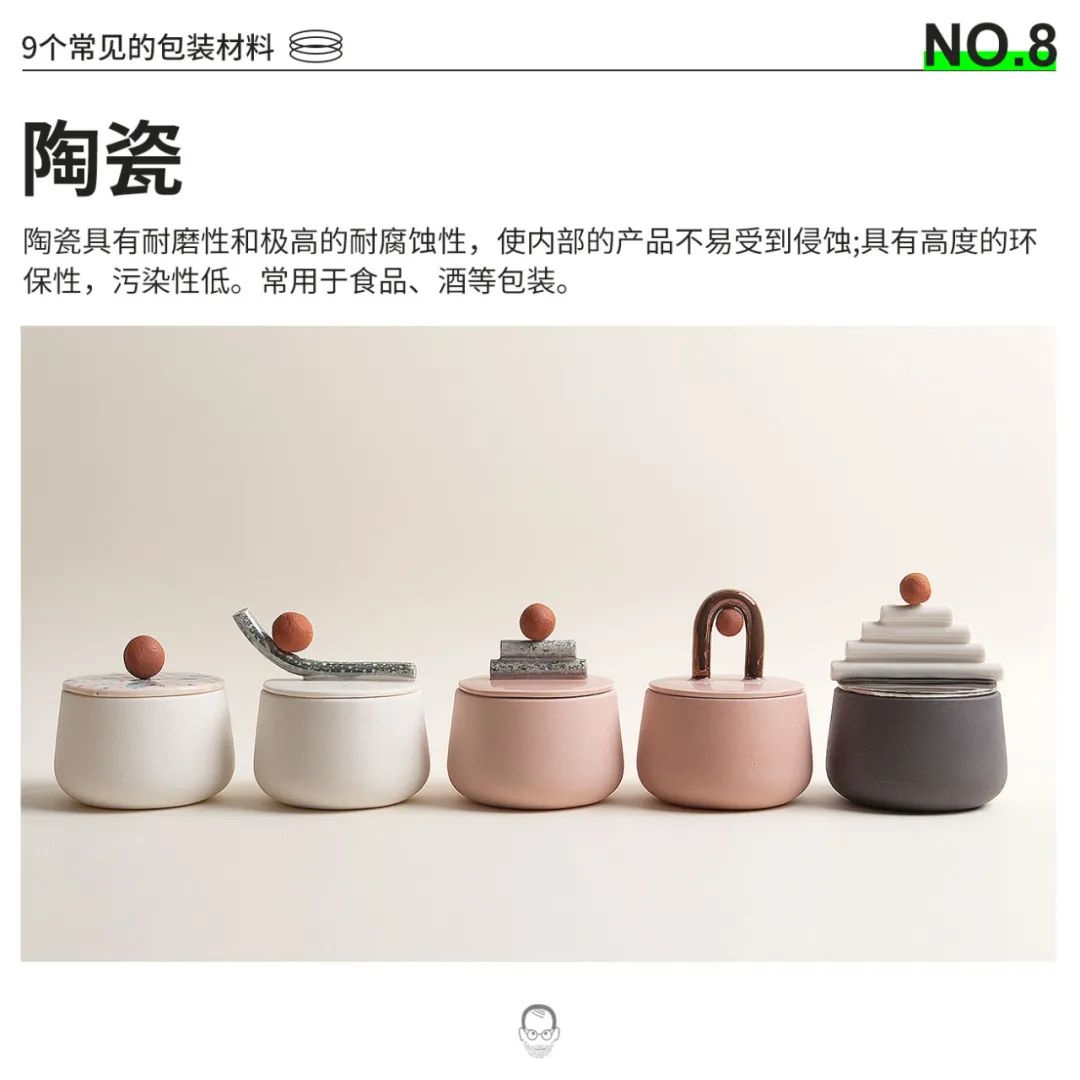 9个常见的包装材料
NO.8
陶瓷
陶瓷具有耐磨性和极高的耐腐蚀性，使内部的产品不易受到侵蚀;具有高度的环
保性，污染性低。常用于食品、酒等包装。